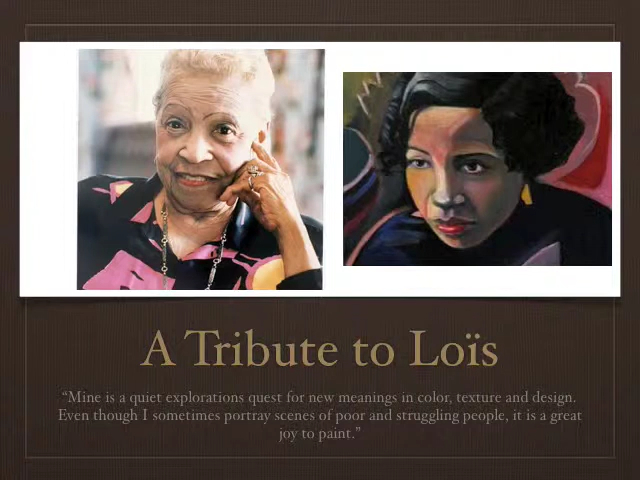 A Tribute to Loïs
“Mine is a quiet explorations quest for new meanings in color, texture and design.
Even though I sometimes portray scenes of poor and struggling people, it is a great
joy to paint.”